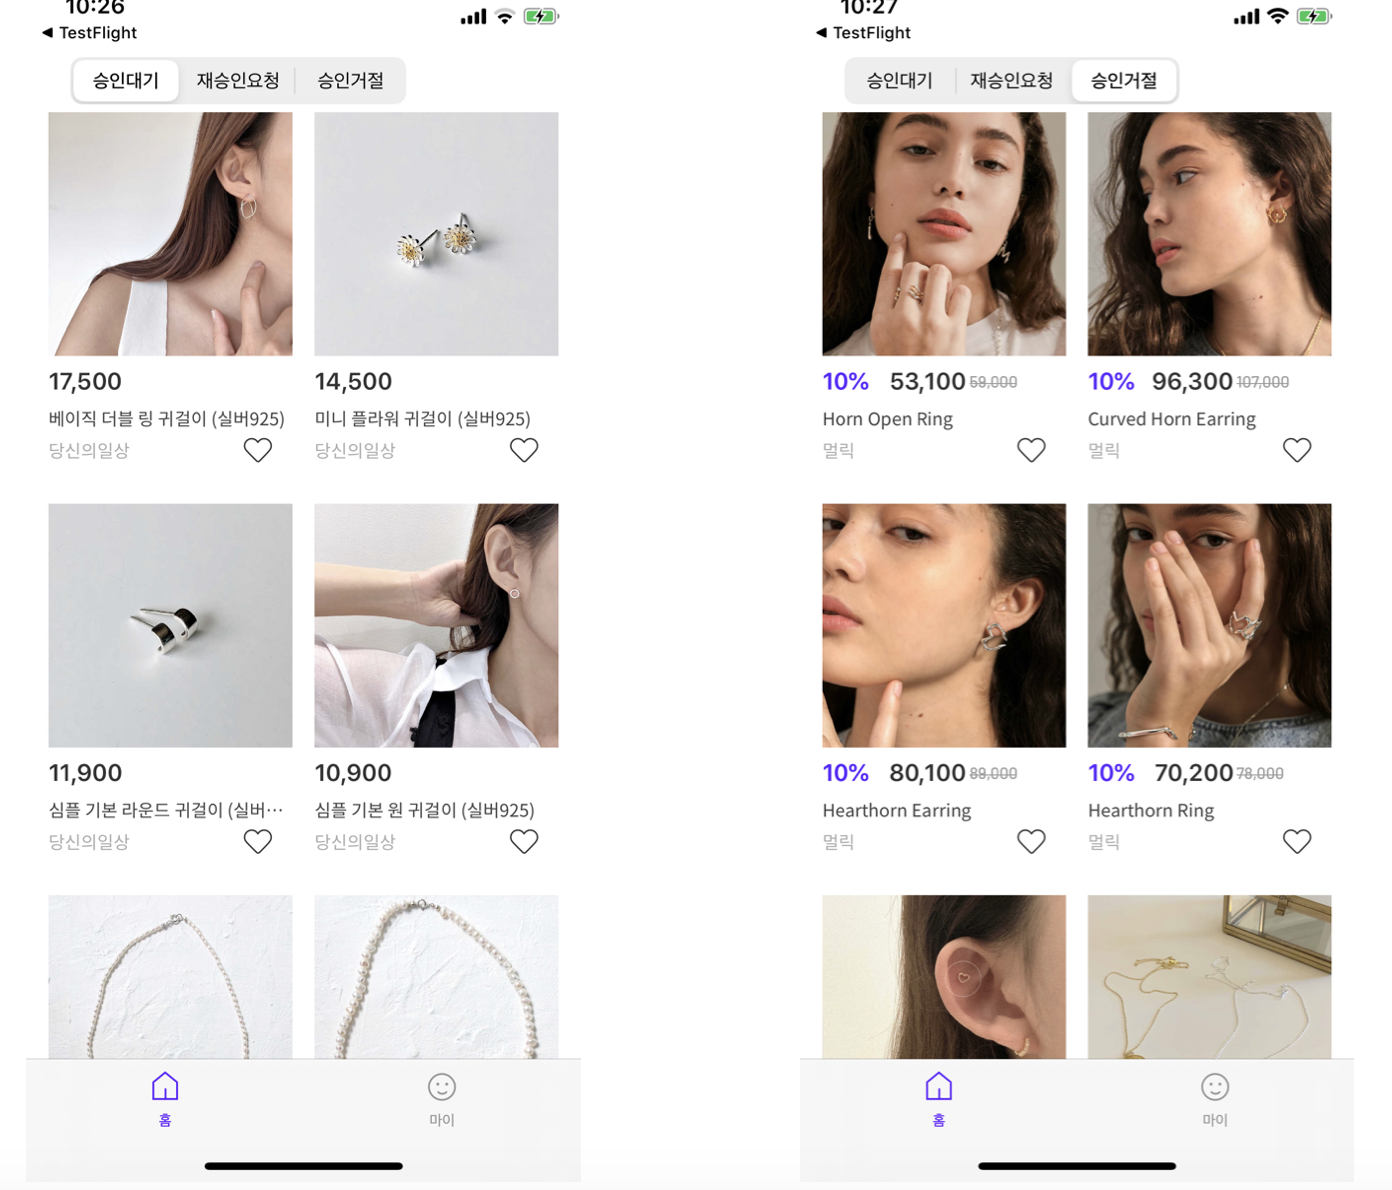 10:26
◀ TestFlight
승인대기 재승인요청 승인거절
17,500 14,500
베이직 더블 링 귀걸이 (실버925) 미니 플라워 귀걸이 (실버925)
당신의일상 당신의일상
11,900 10,900
심플 기본 라운드 귀걸이 (실버… 심플 기본 원 귀걸이 (실버925)
당신의일상 당신의일상
홈 마이
10:27
◀ TestFlight
승인대기 재승인요청 승인거절
10% 53,100 59,000 10% 96,300 107,000
Horn Open Ring Curved Horn Earring
멀릭 멀릭
10% 80,100 89,000 10% 70,200 78,000
Hearthorn Earring Hearthorn Ring
멀릭 멀릭
홈 마이